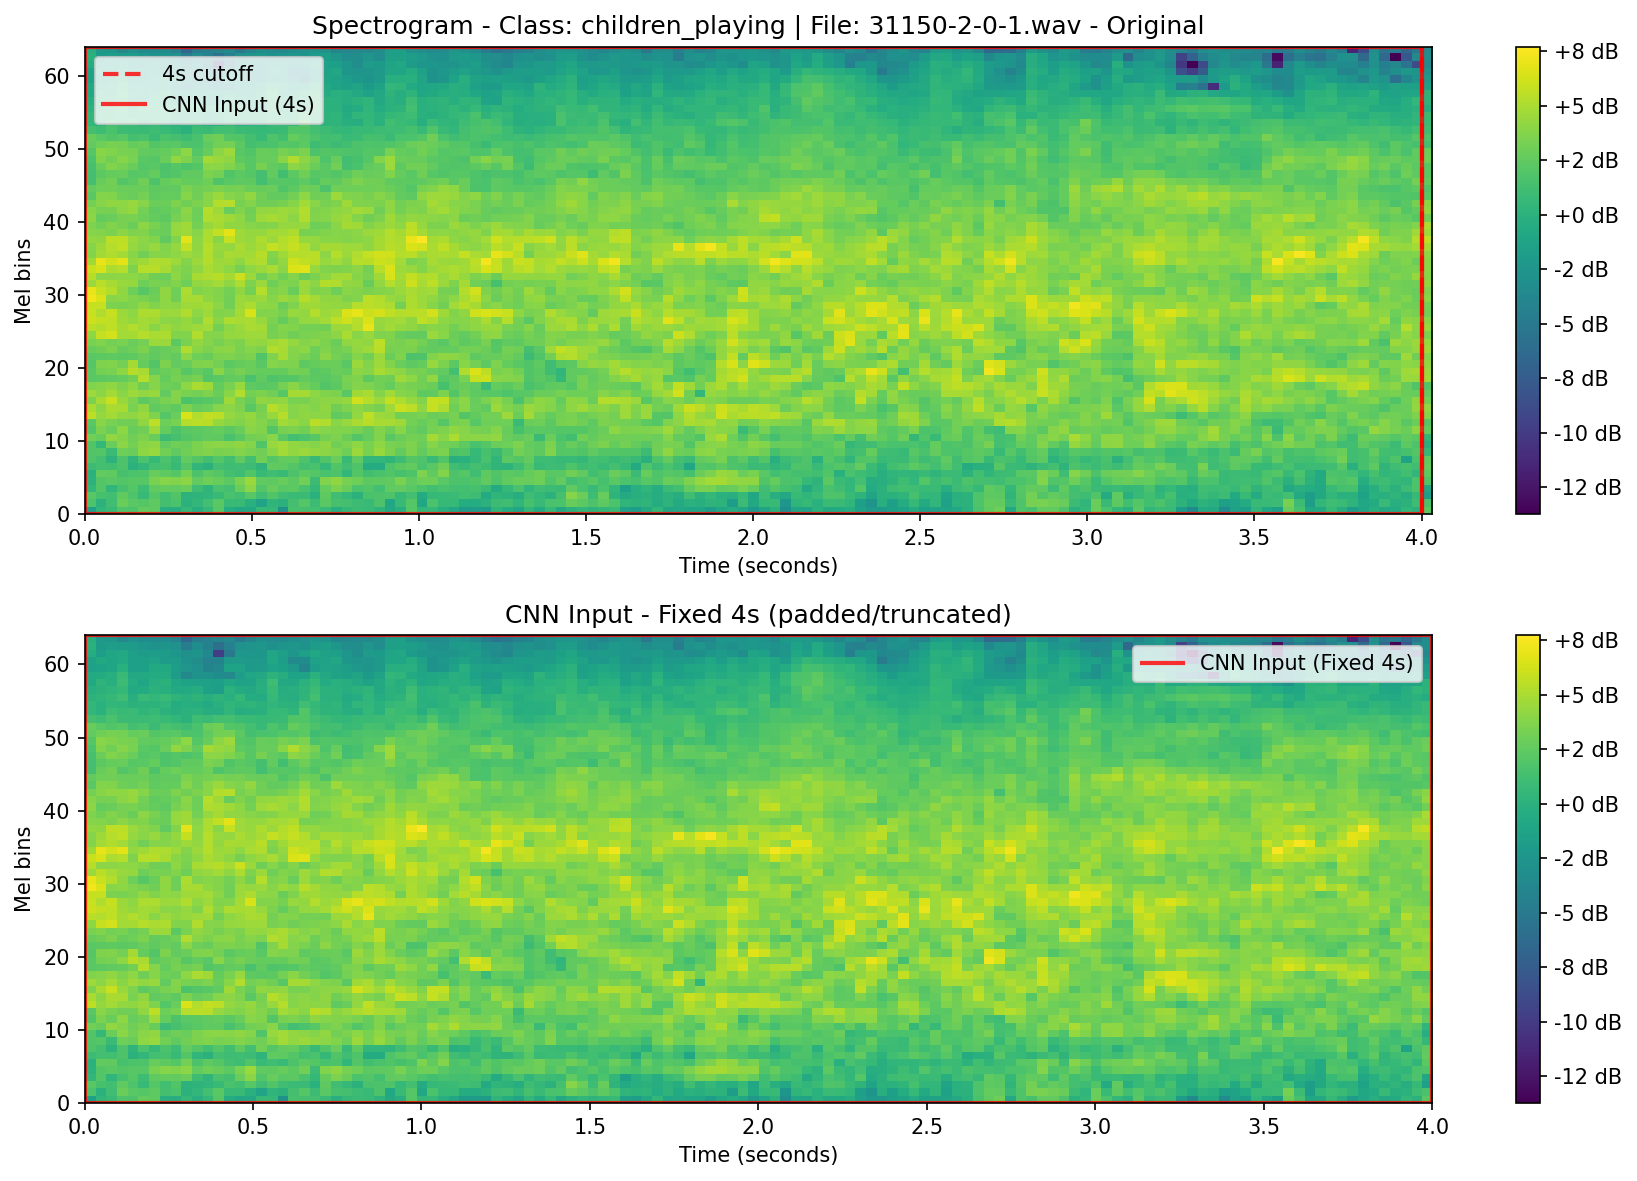 Spectrogram - Class: children_playing | File: 31150-2-0-1.wav - Original
4s cutoff
CNN Input (4s)
Mel bins
60
50
40
30
20
10
0
0.0 0.5 1.0 1.5 2.0 2.5 3.0 3.5 4.0
Time (seconds)
+8 dB
+5 dB
+2 dB
+0 dB
-2 dB
-5 dB
-8 dB
-10 dB
-12 dB
CNN Input - Fixed 4s (padded/truncated)
CNN Input (Fixed 4s)
Mel bins
60
50
40
30
20
10
0
0.0 0.5 1.0 1.5 2.0 2.5 3.0 3.5 4.0
Time (seconds)
+8 dB
+5 dB
+2 dB
+0 dB
-2 dB
-5 dB
-8 dB
-10 dB
-12 dB